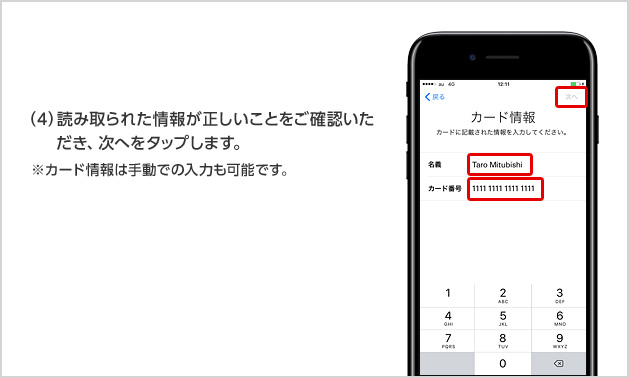 (4)読み取られた情報が正しいことをご確認いた
だき、次へをタップします。
※カード情報は手動での入力も可能です。
au 4G 12:11
戻る 次へ
カード情報
カードに記載された情報を入力してください。
名義 Taro Mitubishi
カード番号 1111 1111 1111 1111
1 2 3
ABC DEF
4 5 6
GHI JKL MNO
7 8 9
PQRS TUV WXYZ
0